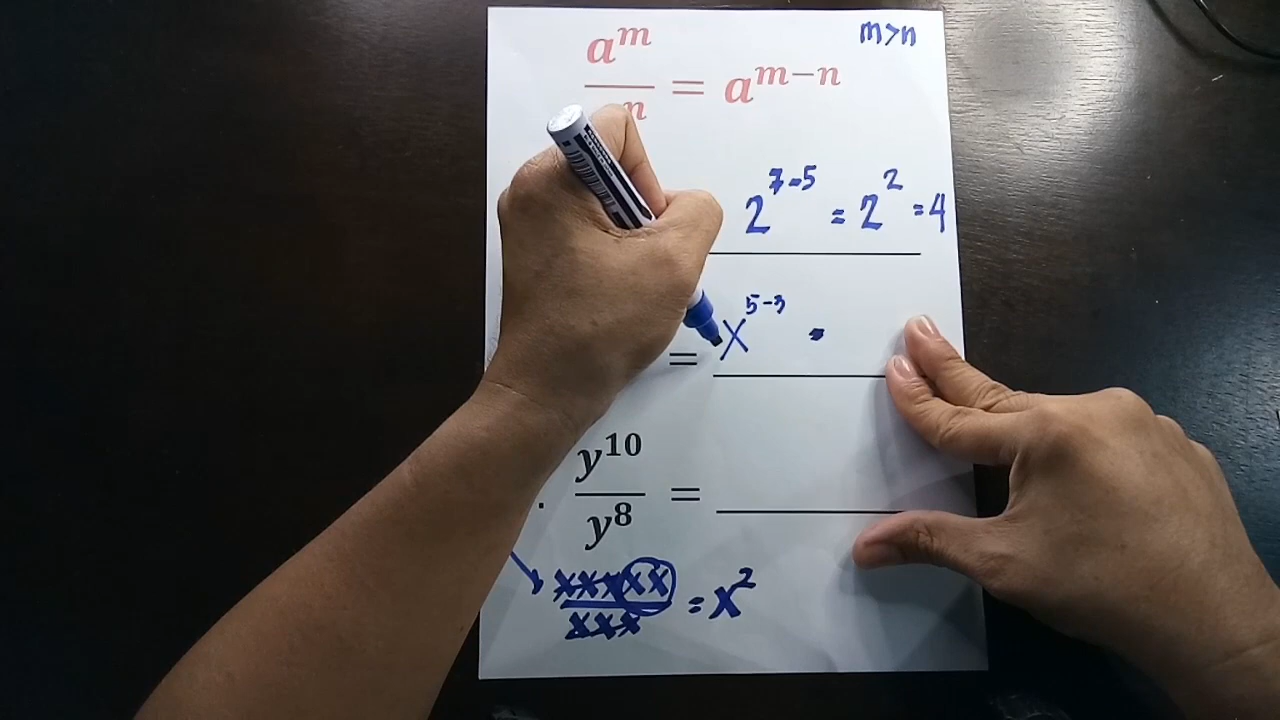 m>n
a^m / ^n = a^{m-n}
2^{7-5} = 2^2 = 4
= x^{5-3} =
. y^{10} / y^8 =
xxxxx / xxx = x^2